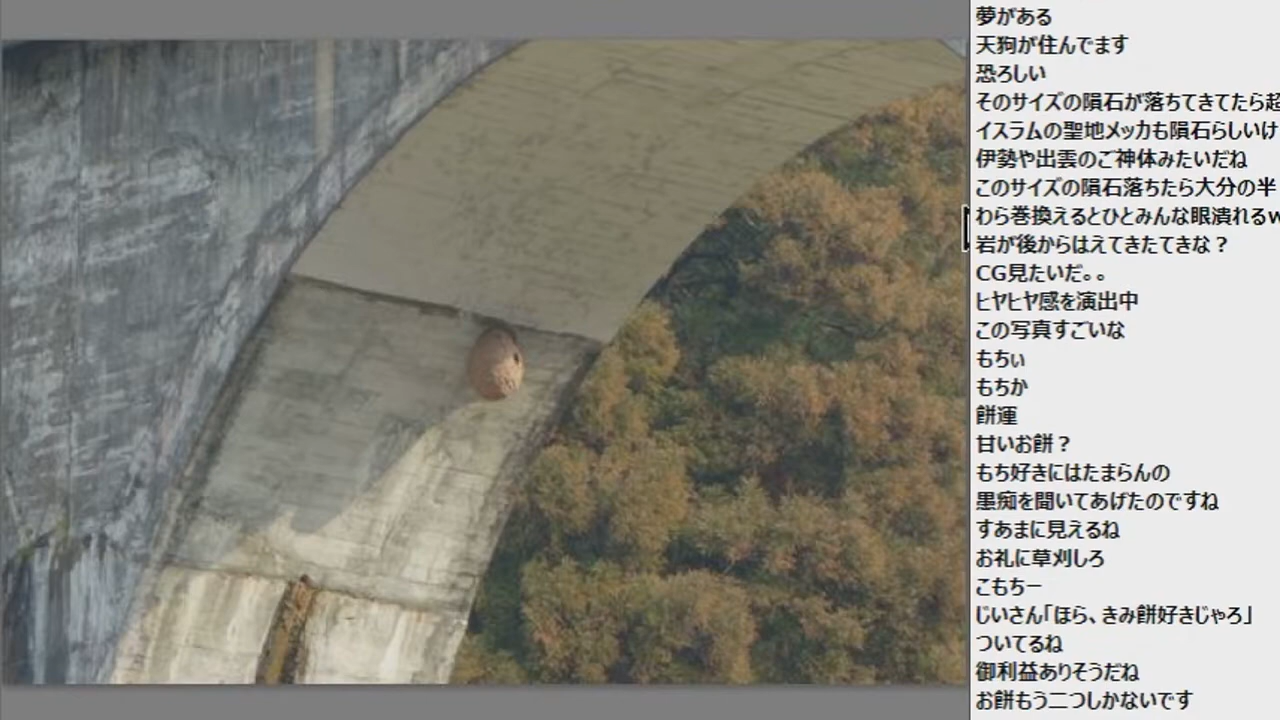 夢がある
天狗が住んでます
恐ろしい
そのサイズの隕石が落ちてきてたら超
イスラムの聖地メッカも隕石らしいけ
伊勢や出雲のご神体みたいだね
このサイズの隕石落ちたら大分の半
わら巻換えるとひとみんな眼潰れるw
岩が後からはえてきたてきな？
CG見たいだ。。
ヒヤヒヤ感を演出中
この写真すごいな
もちぃ
もちか
餅運
甘いお餅？
もち好きにはたまらんの
愚痴を聞いてあげたのですね
すあまに見えるね
お礼に草刈しろ
こもちー
じいさん「ほら、きみ餅好きじゃろ」
ついてるね
御利益ありそうだね
お餅もう二つしかないです